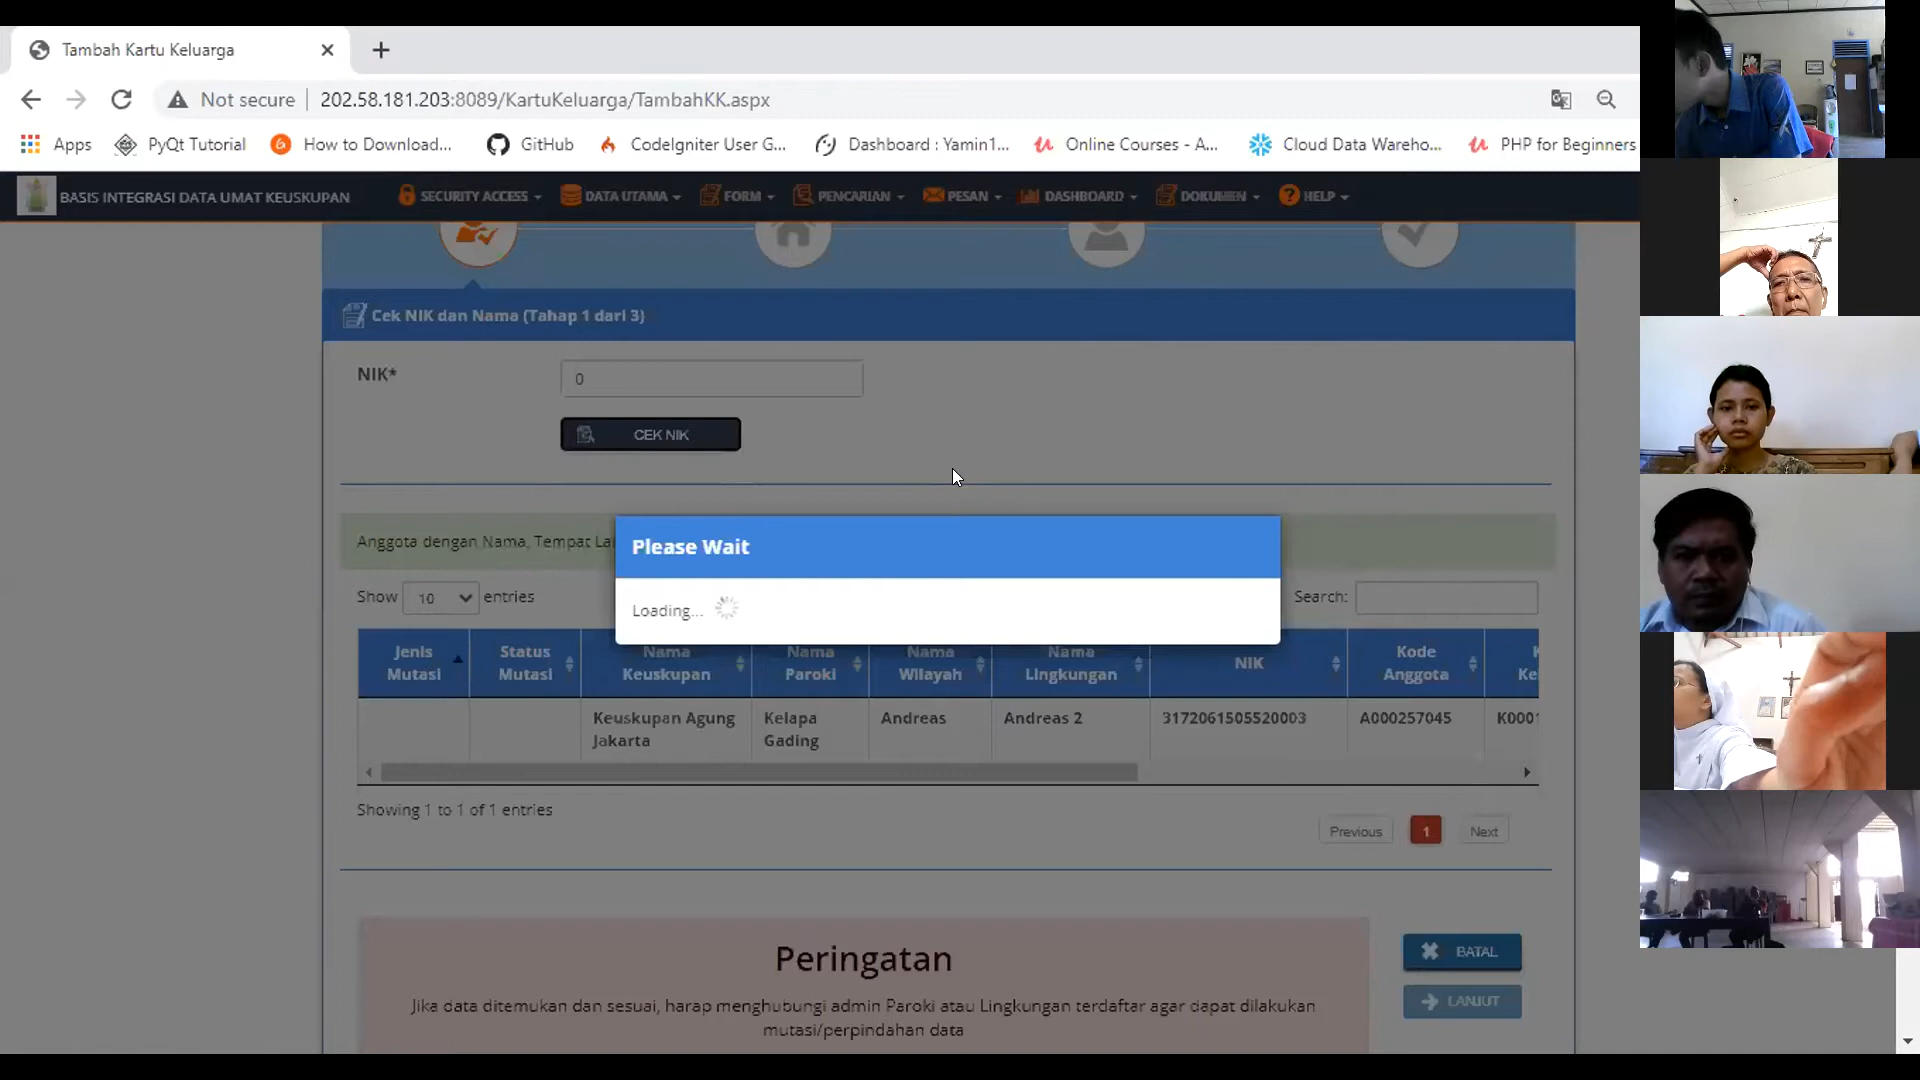 Tambah Kartu Keluarga
Not secure 202.58.181.203:8089/KartuKeluarga/TambahKK.aspx
Apps PyQt Tutorial How to Download... GitHub CodeIgniter User G... Dashboard : Yamin1... Online Courses - A... Cloud Data Wareho... PHP for Beginners
BASIS INTEGRASI DATA UMAT KEUSKUPAN SECURITY ACCESS DATA UTAMA FORM PENCARIAN PESAN DASHBOARD DOKUMEN HELP
Cek NIK dan Nama (Tahap 1 dari 3)
NIK* 0
CEK NIK
Anggota dengan Nama, Tempat La
Please Wait
Loading...
Show 10 entries Search:
Jenis Mutasi
Status Mutasi
Nama Keuskupan
Nama Paroki
Nama Wilayah
Nama Lingkungan
NIK
Kode Anggota
K
Ke
Keuskupan Agung Jakarta
Kelapa Gading
Andreas
Andreas 2
3172061505520003
A000257045
K0001
Showing 1 to 1 of 1 entries
Previous 1 Next
Peringatan
Jika data ditemukan dan sesuai, harap menghubungi admin Paroki atau Lingkungan terdaftar agar dapat dilakukan
mutasi/perpindahan data
BATAL
LANJUT